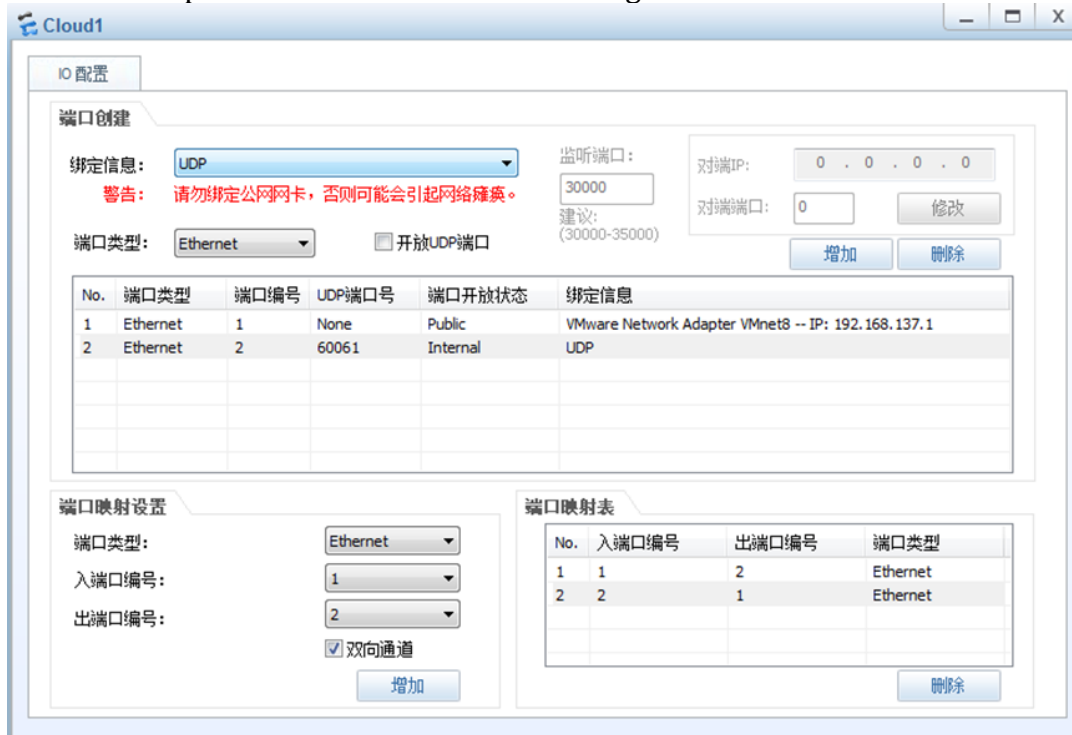 Cloud1
IO 配置
端口创建
绑定信息: UDP
警告: 请勿绑定公网网卡，否则可能会引起网络瘫痪。
监听端口:
30000
建议:
(30000-35000)
对端IP: 0 . 0 . 0 . 0
对端端口: 0 修改
端口类型: Ethernet 开放UDP端口
增加 删除
No. 端口类型 端口编号 UDP端口号 端口开放状态 绑定信息
1 Ethernet 1 None Public VMware Network Adapter VMnet8 -- IP: 192.168.137.1
2 Ethernet 2 60061 Internal UDP
端口映射设置
端口类型: Ethernet
入端口编号: 1
出端口编号: 2
双向通道
增加
端口映射表
No. 入端口编号 出端口编号 端口类型
1 1 2 Ethernet
2 2 1 Ethernet
删除